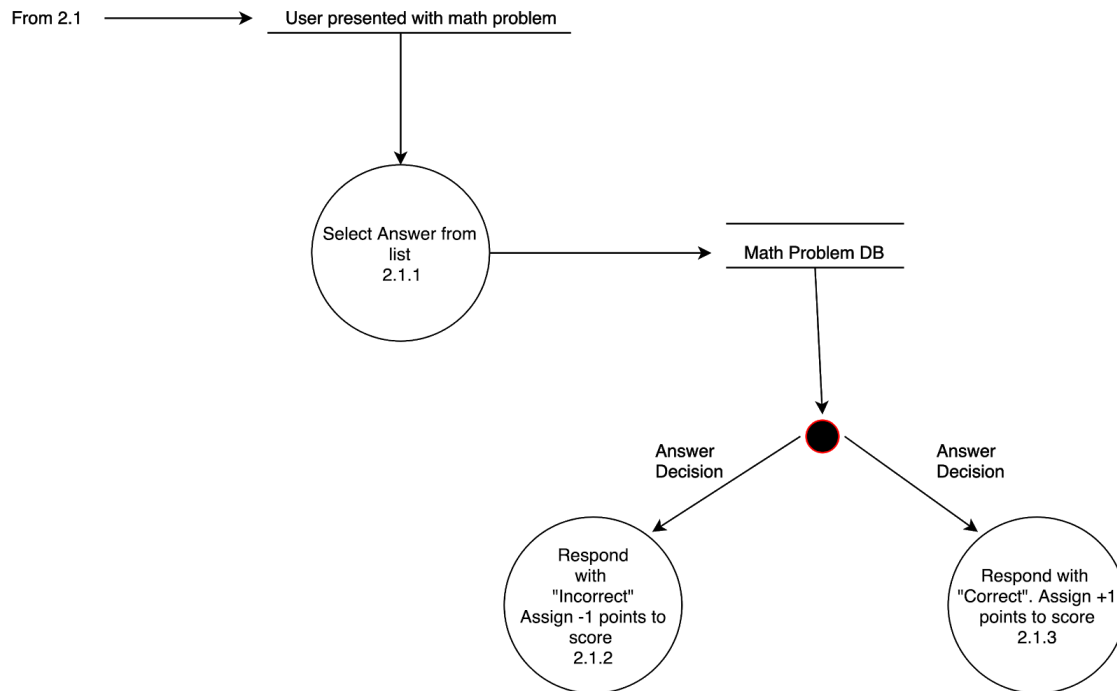 From 2.1
User presented with math problem
Select Answer from
list
2.1.1
Math Problem DB
Answer
Decision
Answer
Decision
Respond
with
"Incorrect"
Assign -1 points to
score
2.1.2
Respond with
"Correct". Assign +1
points to score
2.1.3